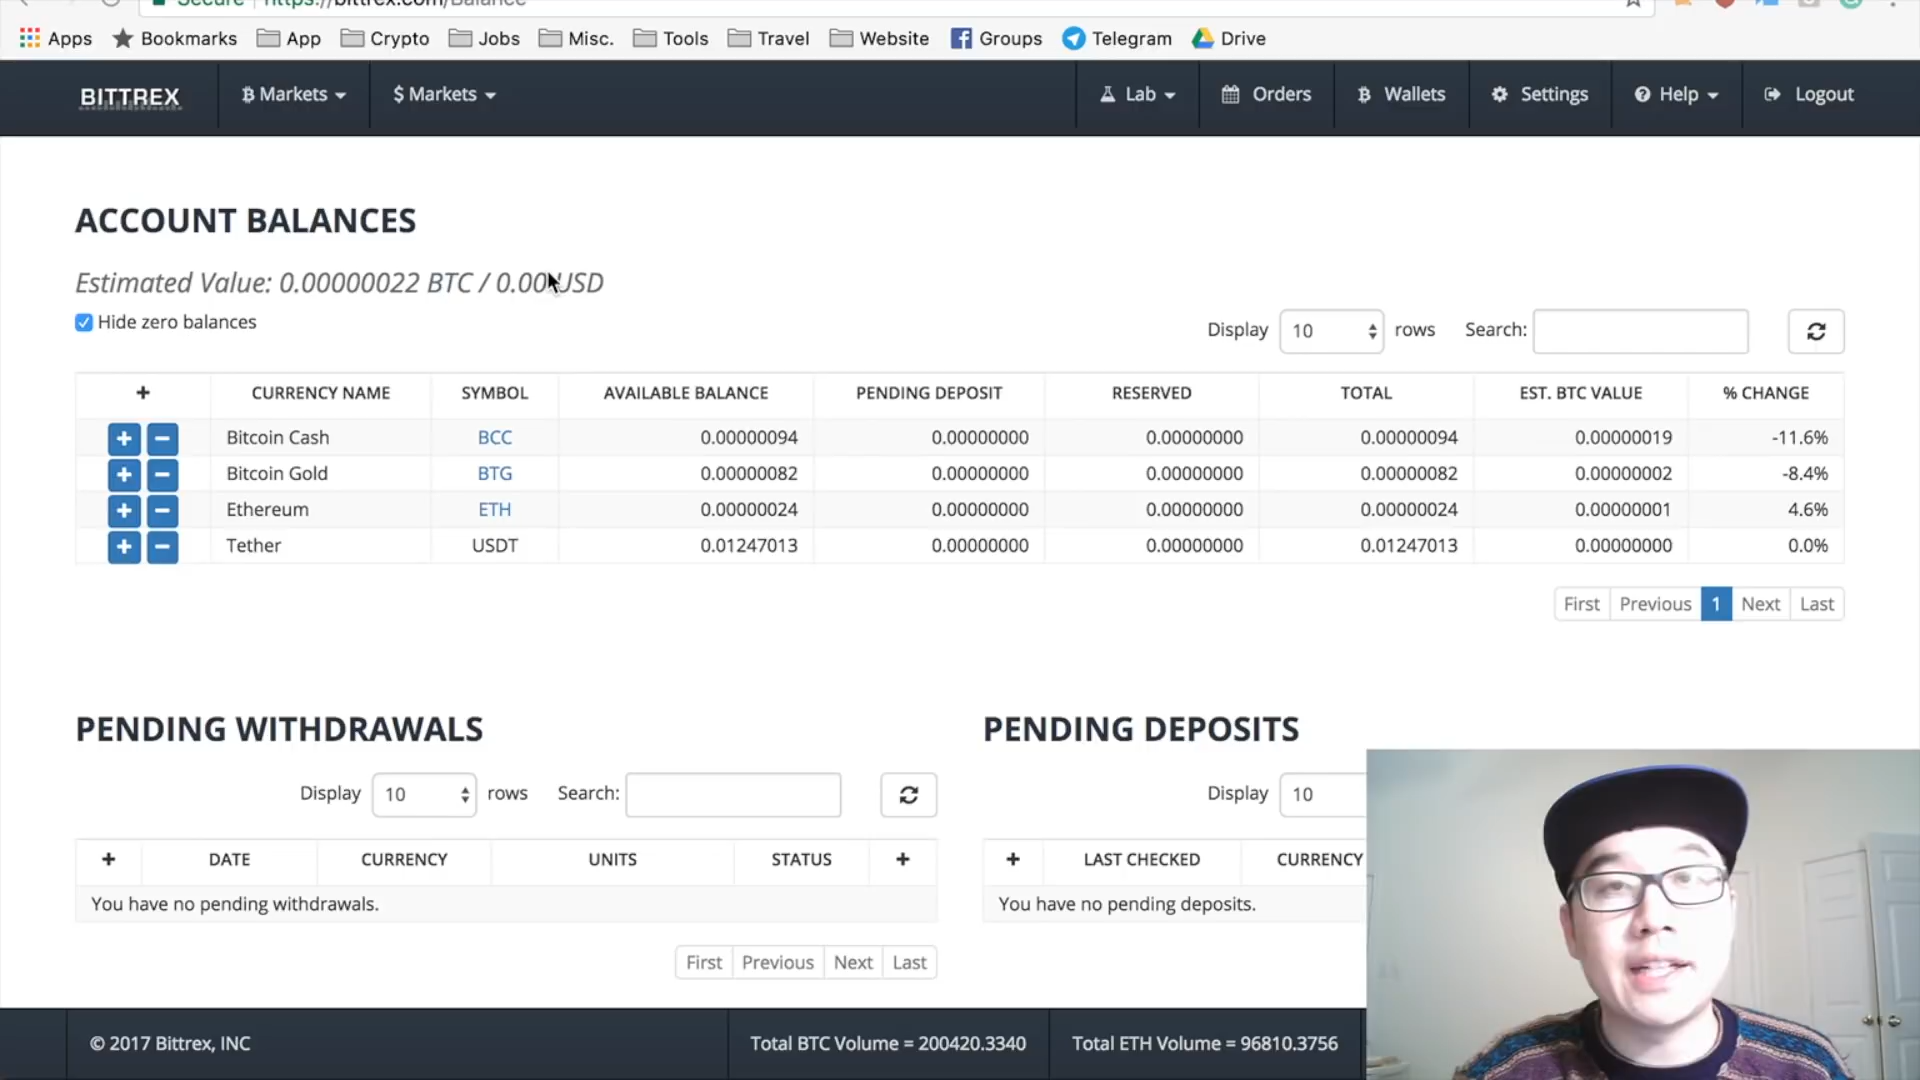 Secure https://bittrex.com/Balance
Apps Bookmarks App Crypto Jobs Misc. Tools Travel Website Groups Telegram Drive
BITTREX Markets $ Markets Lab Orders Wallets Settings Help Logout
ACCOUNT BALANCES
Estimated Value: 0.00000022 BTC / 0.00 USD
Hide zero balances
Display 10 rows Search:
+ CURRENCY NAME SYMBOL AVAILABLE BALANCE PENDING DEPOSIT RESERVED TOTAL EST. BTC VALUE % CHANGE
+ − Bitcoin Cash BCC 0.00000094 0.00000000 0.00000000 0.00000094 0.00000019 -11.6%
+ − Bitcoin Gold BTG 0.00000082 0.00000000 0.00000000 0.00000082 0.00000002 -8.4%
+ − Ethereum ETH 0.00000024 0.00000000 0.00000000 0.00000024 0.00000001 4.6%
+ − Tether USDT 0.01247013 0.00000000 0.00000000 0.01247013 0.00000000 0.0%
First Previous 1 Next Last
PENDING WITHDRAWALS
Display 10 rows Search:
+ DATE CURRENCY UNITS STATUS +
You have no pending withdrawals.
First Previous Next Last
PENDING DEPOSITS
Display 10
+ LAST CHECKED CURRENCY
You have no pending deposits.
© 2017 Bittrex, INC Total BTC Volume = 200420.3340 Total ETH Volume = 96810.3756